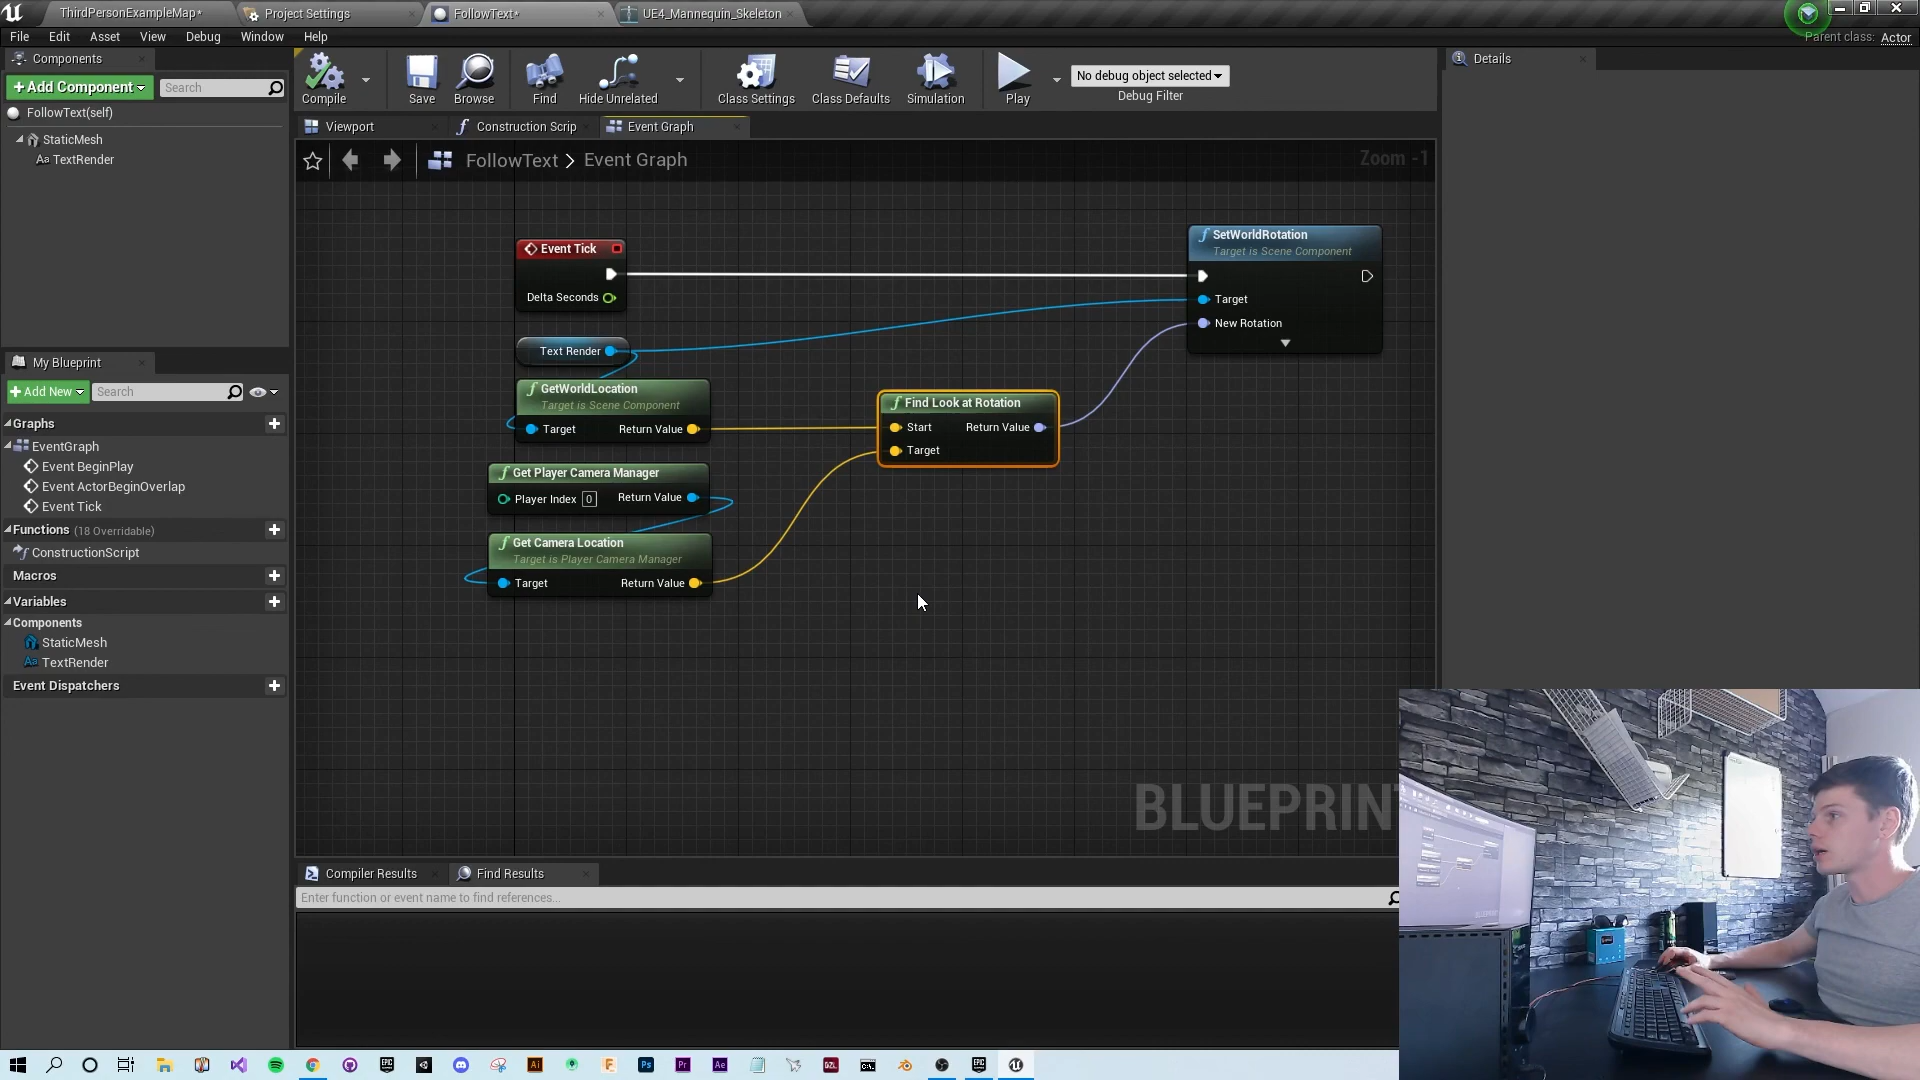 ThirdPersonExampleMap*
Project Settings
FollowText*
UE4_Mannequin_Skeleton
File Edit Asset View Debug Window Help
Parent class: Actor
Components
+Add Component
Search
FollowText(self)
StaticMesh
TextRender
Compile
Save
Browse
Find
Hide Unrelated
Class Settings
Class Defaults
Simulation
Play
No debug object selected
Debug Filter
Details
Viewport
Construction Scrip
Event Graph
FollowText > Event Graph
Zoom -1
Event Tick
Delta Seconds
Text Render
GetWorldLocation
Target is Scene Component
Target Return Value
Get Player Camera Manager
Player Index 0 Return Value
Get Camera Location
Target is Player Camera Manager
Target Return Value
Find Look at Rotation
Start Return Value
Target
SetWorldRotation
Target is Scene Component
Target
New Rotation
BLUEPRINT
My Blueprint
+Add New
Search
Graphs
EventGraph
Event BeginPlay
Event ActorBeginOverlap
Event Tick
Functions (18 Overridable)
ConstructionScript
Macros
Variables
Components
StaticMesh
TextRender
Event Dispatchers
Compiler Results
Find Results
Enter function or event name to find references...